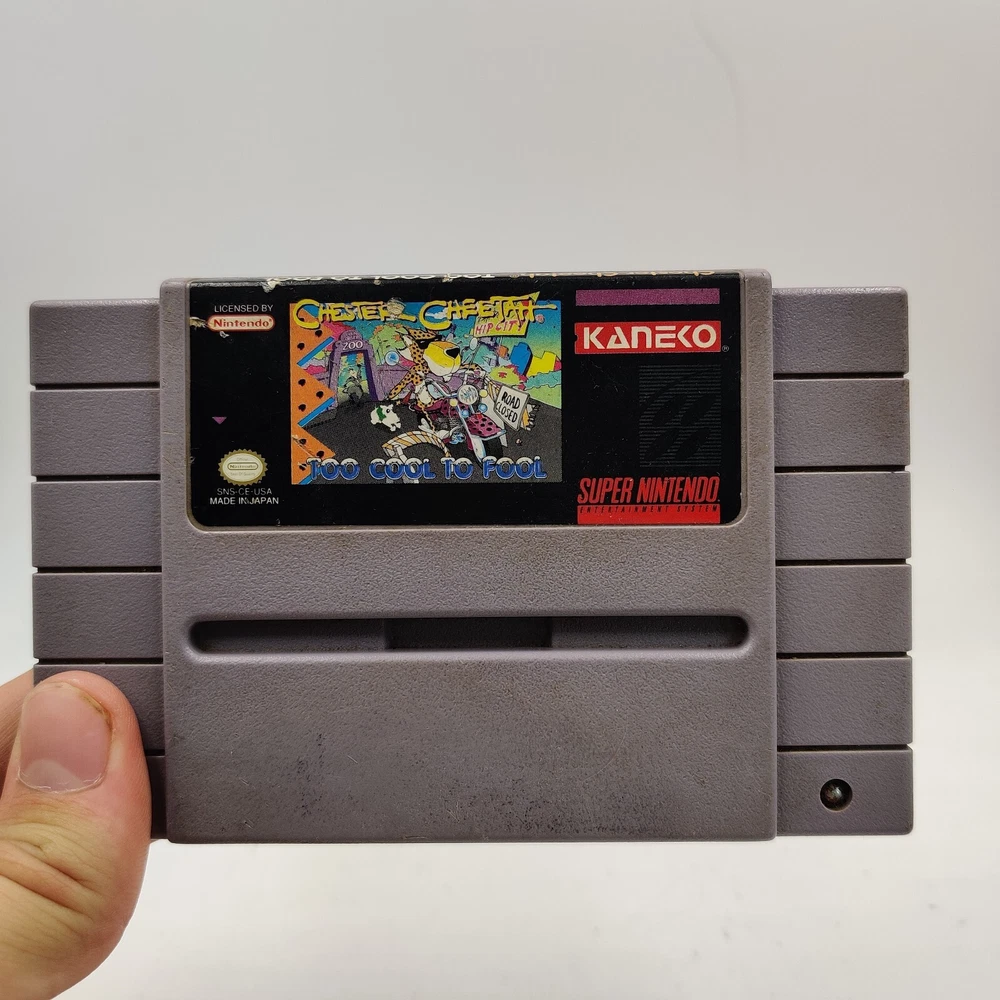 LICENSED BY
Nintendo
CHESTER CHEETAH
HIP CITY
ZOO
ROAD
CLOSED
TOO COOL TO FOOL
KANEKO
®
SUPER NINTENDO
ENTERTAINMENT SYSTEM
Nintendo
SNS-CE-USA
MADE IN JAPAN